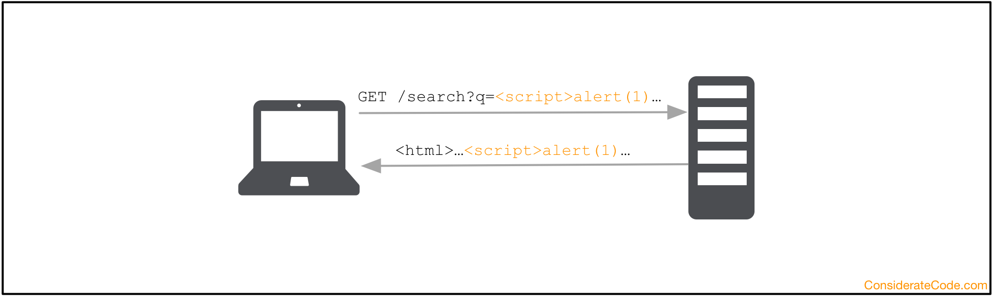 GET /search?q=<script>alert(1)…
<html>…<script>alert(1)…
ConsiderateCode.com